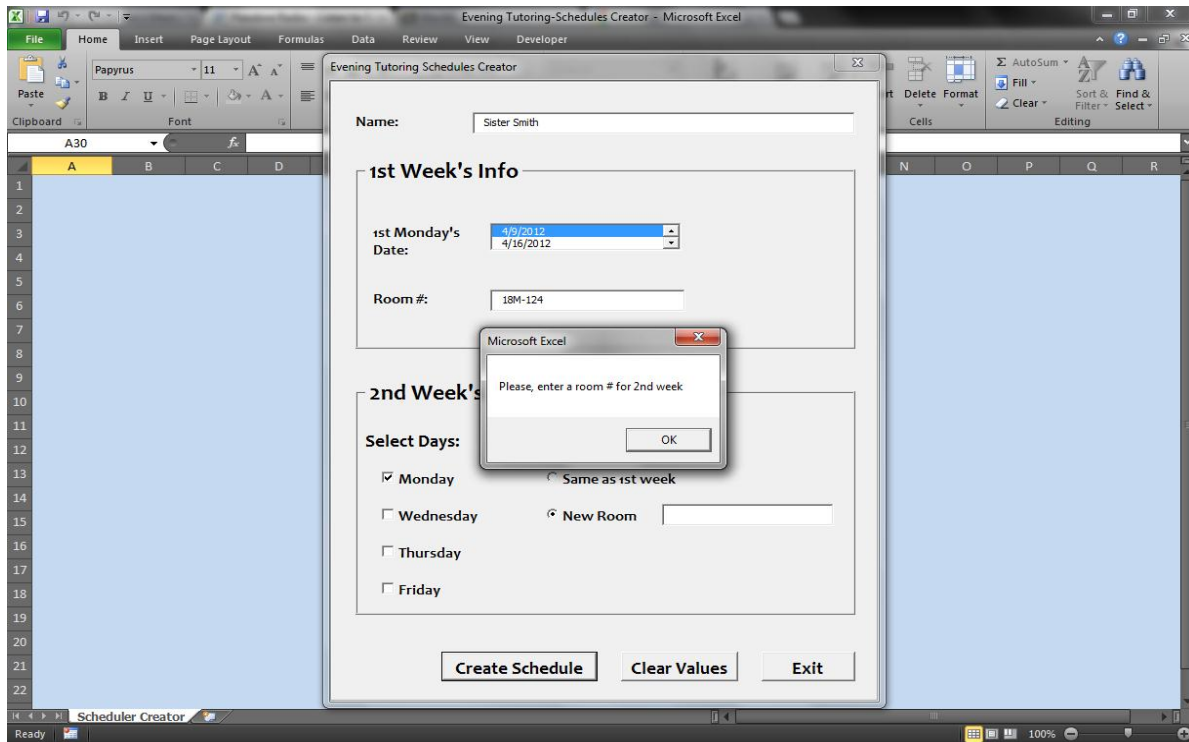 Evening Tutoring-Schedules Creator - Microsoft Excel
File Home Insert Page Layout Formulas Data Review View Developer
Paste
Papyrus 11 A A
B I U A
Clipboard Font
Delete Format
Cells
Σ AutoSum
Fill
Clear
Sort & Filter
Find & Select
Editing
A30 fx
A B C D N O P Q R
1
2
3
4
5
6
7
8
9
10
11
12
13
14
15
16
17
18
19
20
21
22
Evening Tutoring Schedules Creator
Name: Sister Smith
1st Week's Info
1st Monday's
Date:
4/9/2012
4/16/2012
Room #: 18M-124
Microsoft Excel
Please, enter a room # for 2nd week
OK
2nd Week's
Select Days:
Monday Same as 1st week
Wednesday New Room
Thursday
Friday
Create Schedule Clear Values Exit
Scheduler Creator
Ready 100%